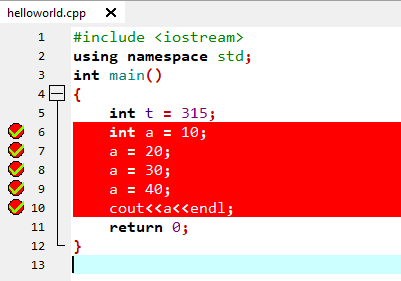 helloworld.cpp
1 #include <iostream>
2 using namespace std;
3 int main()
4 {
5 int t = 315;
6 int a = 10;
7 a = 20;
8 a = 30;
9 a = 40;
10 cout<<a<<endl;
11 return 0;
12 }
13